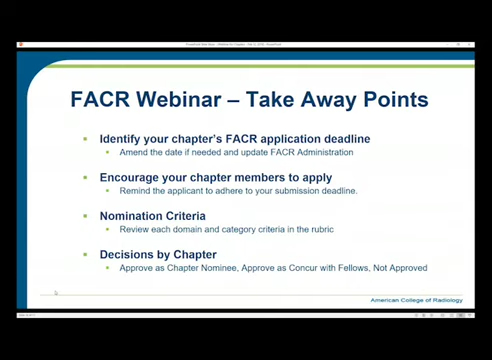 FACR Webinar – Take Away Points
Identify your chapter's FACR application deadline
Amend the date if needed and update FACR Administration
Encourage your chapter members to apply
Remind the applicant to adhere to your submission deadline.
Nomination Criteria
Review each domain and category criteria in the rubric
Decisions by Chapter
Approve as Chapter Nominee, Approve as Concur with Fellows, Not Approved
American College of Radiology